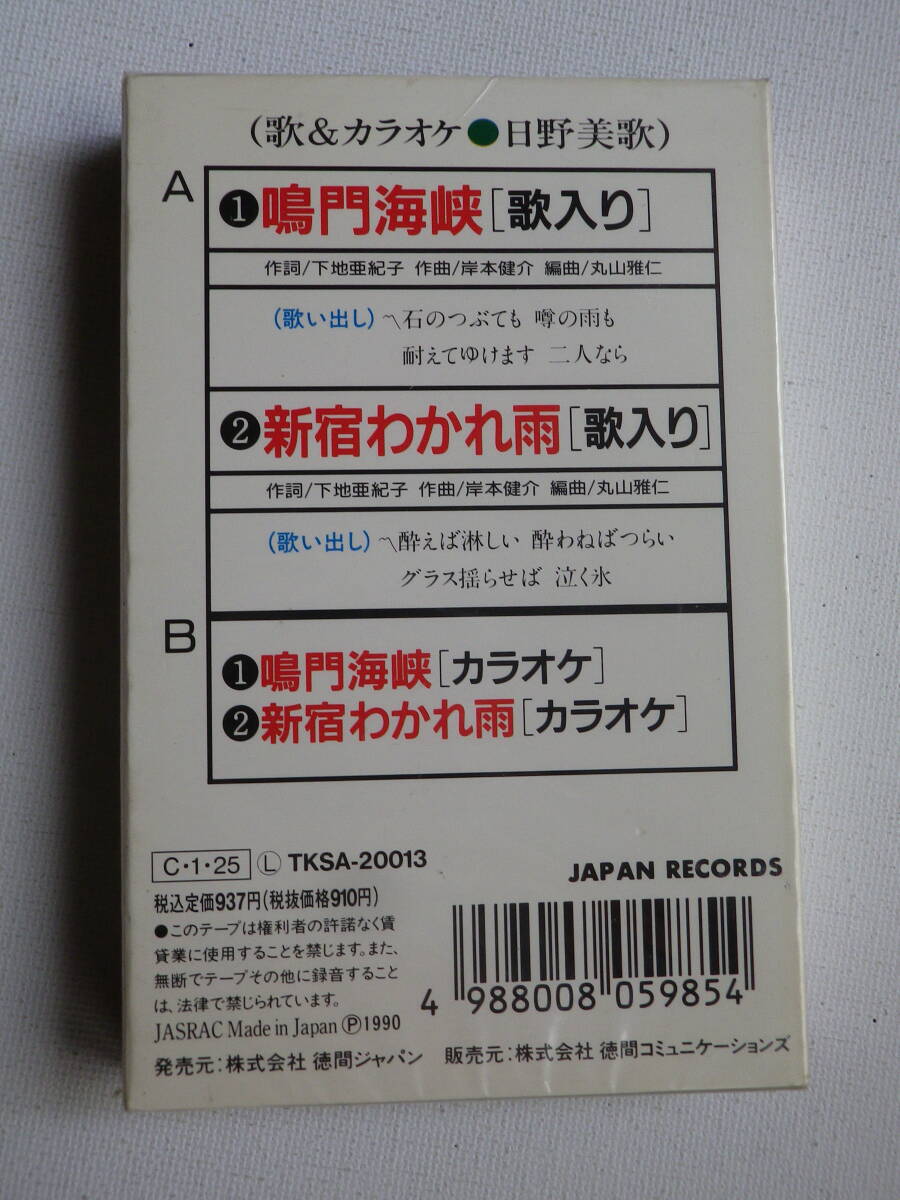 (歌&カラオケ●日野美歌)
A
❶鳴門海峡[歌入り]
作詞/下地亜紀子 作曲/岸本健介 編曲/丸山雅仁
(歌い出し)〽石のつぶても 噂の雨も
耐えてゆけます 二人なら
❷新宿わかれ雨[歌入り]
作詞/下地亜紀子 作曲/岸本健介 編曲/丸山雅仁
(歌い出し)〽酔えば淋しい 酔わねばつらい
グラス揺らせば 泣く氷
B
❶鳴門海峡[カラオケ]
❷新宿わかれ雨[カラオケ]
C・1・25 Ⓛ TKSA-20013
JAPAN RECORDS
税込定価937円(税抜価格910円)
●このテープは権利者の許諾なく賃
貸業に使用することを禁じます。また、
無断でテープその他に録音すること
は、法律で禁じられています。
JASRAC Made in Japan Ⓟ1990
4 988008 059854
発売元:株式会社 徳間ジャパン 販売元:株式会社 徳間コミュニケーションズ